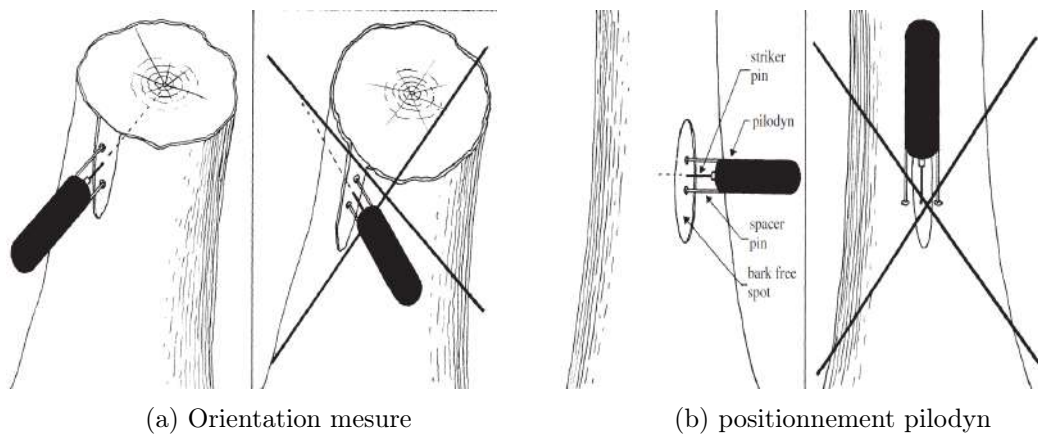 striker
pin
pilodyn
spacer
pin
bark free
spot
(a) Orientation mesure
(b) positionnement pilodyn